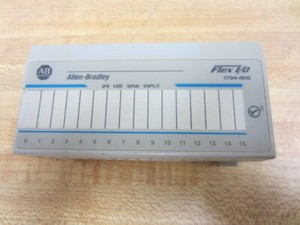 AB
Allen-Bradley
Flex I/O
24 VDC SINK INPUT
1794-IB16
0 1 2 3 4 5 6 7 8 9 10 11 12 13 14 15